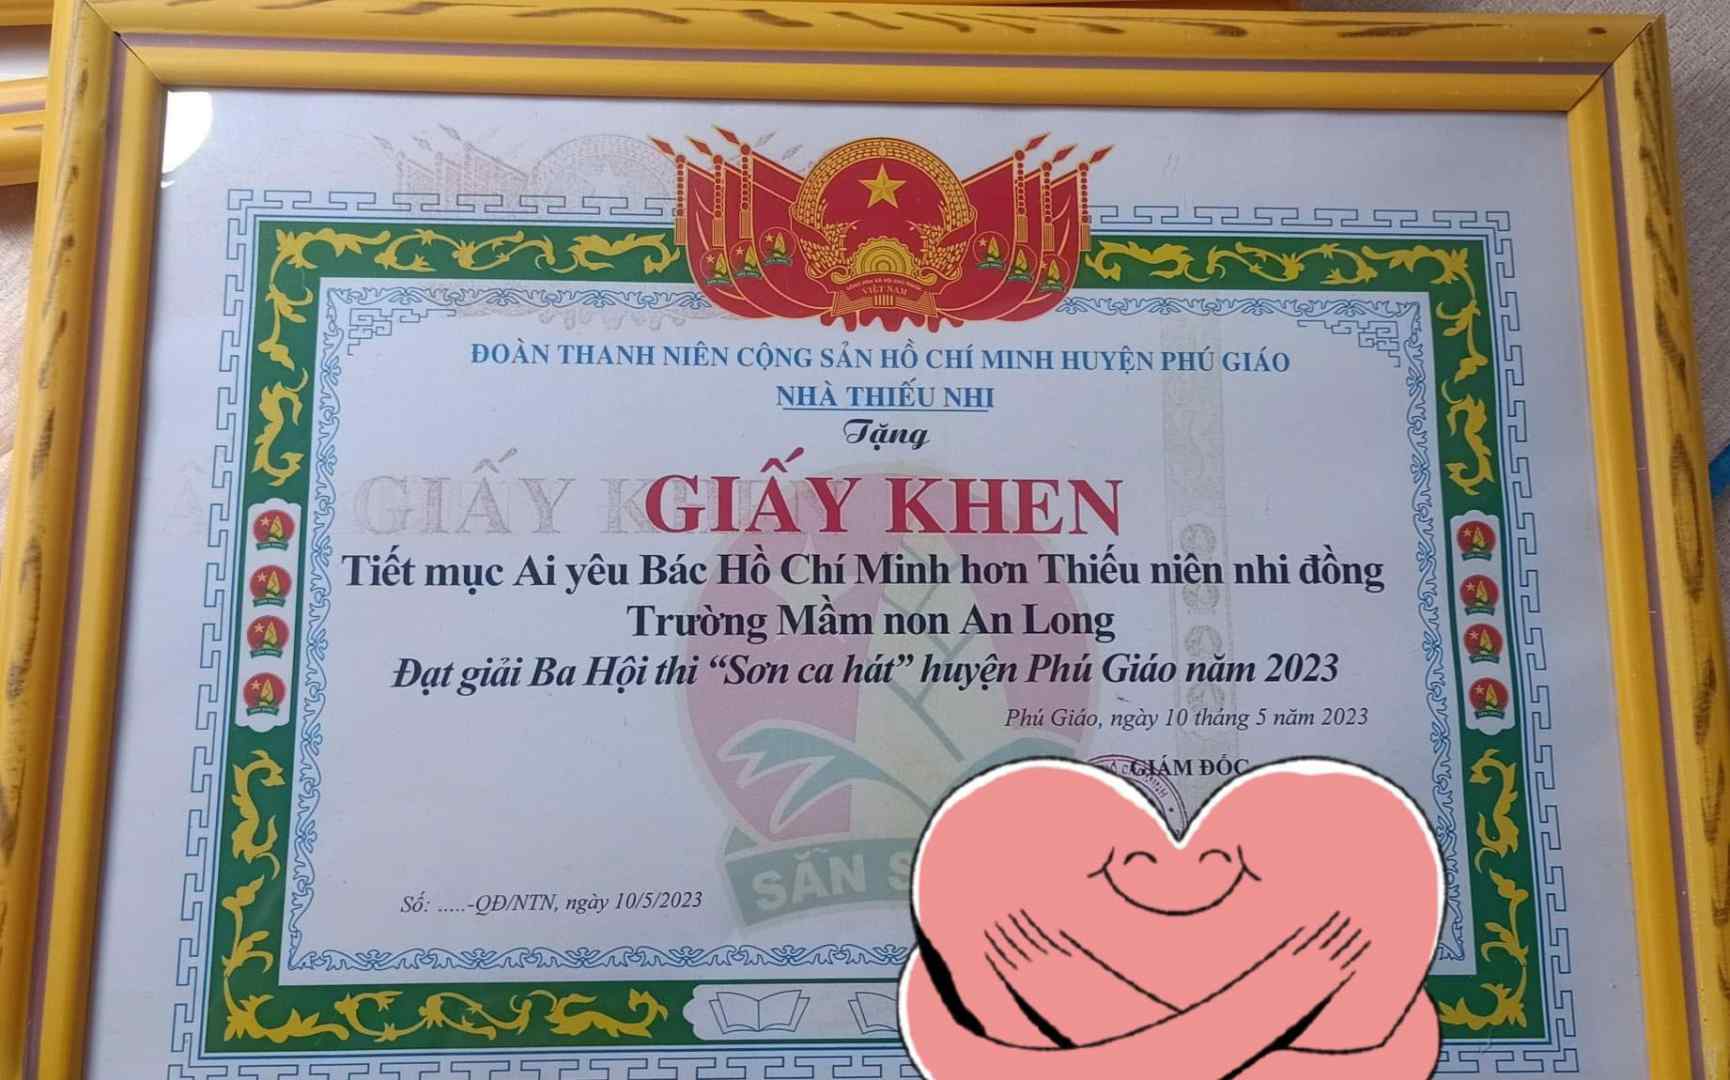 VIỆT NAM
ĐOÀN THANH NIÊN CỘNG SẢN HỒ CHÍ MINH HUYỆN PHÚ GIÁO
NHÀ THIẾU NHI
Tặng
GIẤY KHEN
Tiết mục Ai yêu Bác Hồ Chí Minh hơn Thiếu niên nhi đồng
Trường Mầm non An Long
Đạt giải Ba Hội thi “Sơn ca hát” huyện Phú Giáo năm 2023
Phú Giáo, ngày 10 tháng 5 năm 2023
GIÁM ĐỐC
SẴN S
Số: .....-QĐ/NTN, ngày 10/5/2023